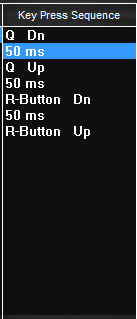 Key Press Sequence
Q Dn
50 ms
Q Up
50 ms
R-Button Dn
50 ms
R-Button Up